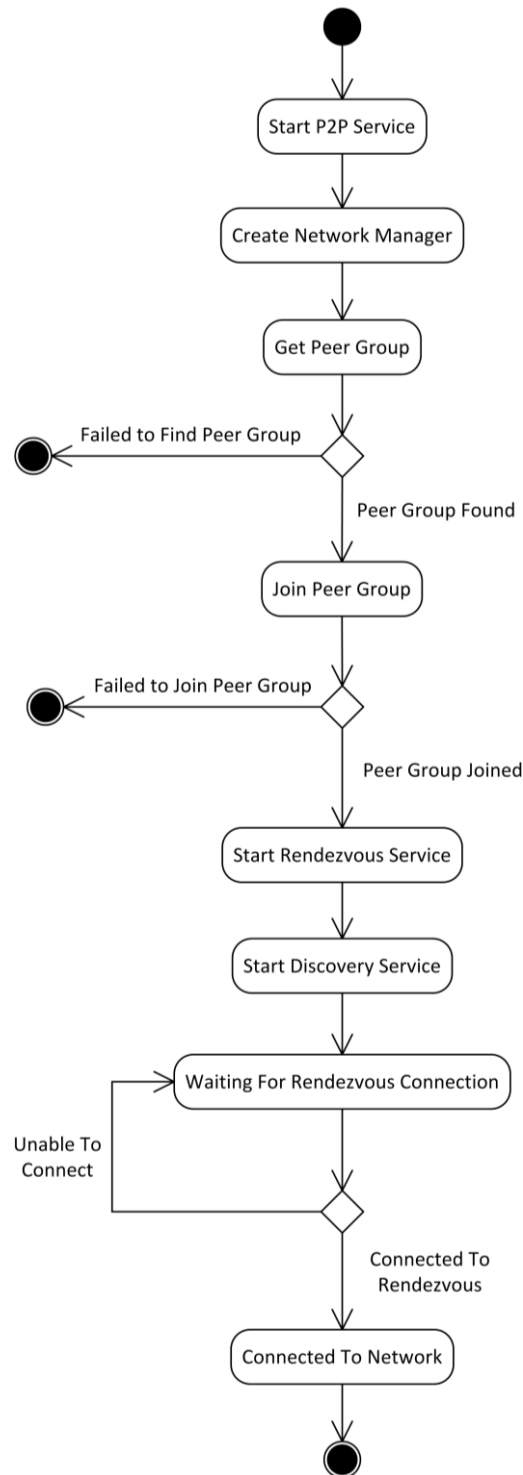 Start P2P Service
Create Network Manager
Get Peer Group
Failed to Find Peer Group
Peer Group Found
Join Peer Group
Failed to Join Peer Group
Peer Group Joined
Start Rendezvous Service
Start Discovery Service
Waiting For Rendezvous Connection
Unable To
Connect
Connected To
Rendezvous
Connected To Network